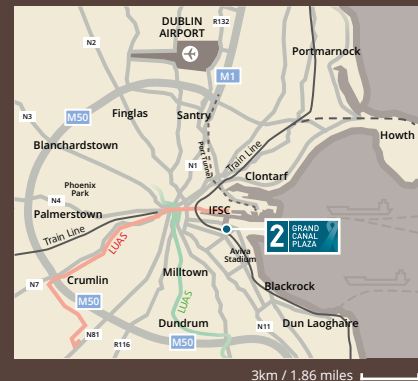 DUBLIN
AIRPORT
R132
N2
Portmarnock
M1
Finglas
Santry
N3
M50
Howth
Blanchardstown
Port Tunnel
Train Line
N1
Clontarf
Phoenix
Park
N4
Palmerstown
IFSC
2 GRAND
CANAL
PLAZA
Train Line
LUAS
Aviva
Stadium
Milltown
Crumlin
N7
Blackrock
M50
LUAS
Dundrum
N11
Dun Laoghaire
N81
R116
M50
3km / 1.86 miles